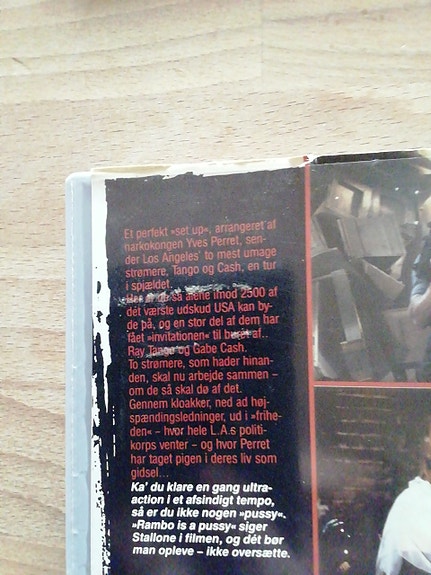 Et perfekt »set up«, arrangeret af
narkokongen Yves Perret, sen-
der Los Angeles' to mest umage
strømere, Tango og Cash, en tur
i spjældet.
Her er de så alene imod 2500 af
dét værste udskud USA kan by-
de på, og en stor del af dem har
fået »invitationen« til buret af..
Ray Tango og Gabe Cash.
To strømere, som hader hinan-
den, skal nu arbejde sammen –
om de så skal dø af det.
Gennem kloakker, ned ad høj-
spændingsledninger, ud i »frihe-
den« – hvor hele L.A.s politi-
korps venter – og hvor Perret
har taget pigen i deres liv som
gidsel...
Ka' du klare en gang ultra-
action i et afsindigt tempo,
så er du ikke nogen »pussy«.
»Rambo is a pussy« siger
Stallone i filmen, og dét bør
man opleve – ikke oversætte.